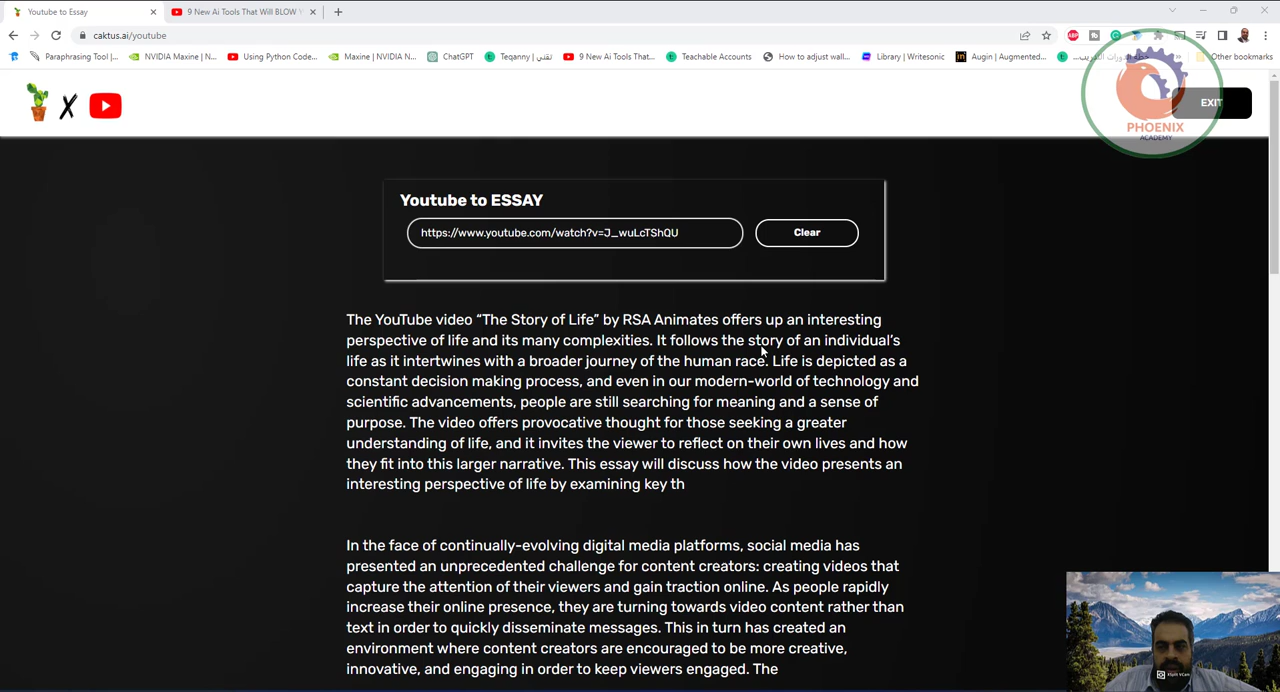 Youtube to Essay
9 New Ai Tools That Will BLOW Y
caktus.ai/youtube
Paraphrasing Tool |...
NVIDIA Maxine | N...
Using Python Code...
Maxine | NVIDIA N...
ChatGPT
Teqanny | تقني
9 New AI Tools That...
Teachable Accounts
How to adjust wall...
Library | Writesonic
Augin | Augmented...
خطة الدورات التدريب...
Other bookmarks
X
EXIT
PHOENIX
ACADEMY
Youtube to ESSAY
https://www.youtube.com/watch?v=J_wuLcTShQU
Clear
The YouTube video “The Story of Life” by RSA Animates offers up an interesting
perspective of life and its many complexities. It follows the story of an individual’s
life as it intertwines with a broader journey of the human race. Life is depicted as a
constant decision making process, and even in our modern-world of technology and
scientific advancements, people are still searching for meaning and a sense of
purpose. The video offers provocative thought for those seeking a greater
understanding of life, and it invites the viewer to reflect on their own lives and how
they fit into this larger narrative. This essay will discuss how the video presents an
interesting perspective of life by examining key th
In the face of continually-evolving digital media platforms, social media has
presented an unprecedented challenge for content creators: creating videos that
capture the attention of their viewers and gain traction online. As people rapidly
increase their online presence, they are turning towards video content rather than
text in order to quickly disseminate messages. This in turn has created an
environment where content creators are encouraged to be more creative,
innovative, and engaging in order to keep viewers engaged. The
XSplit VCam